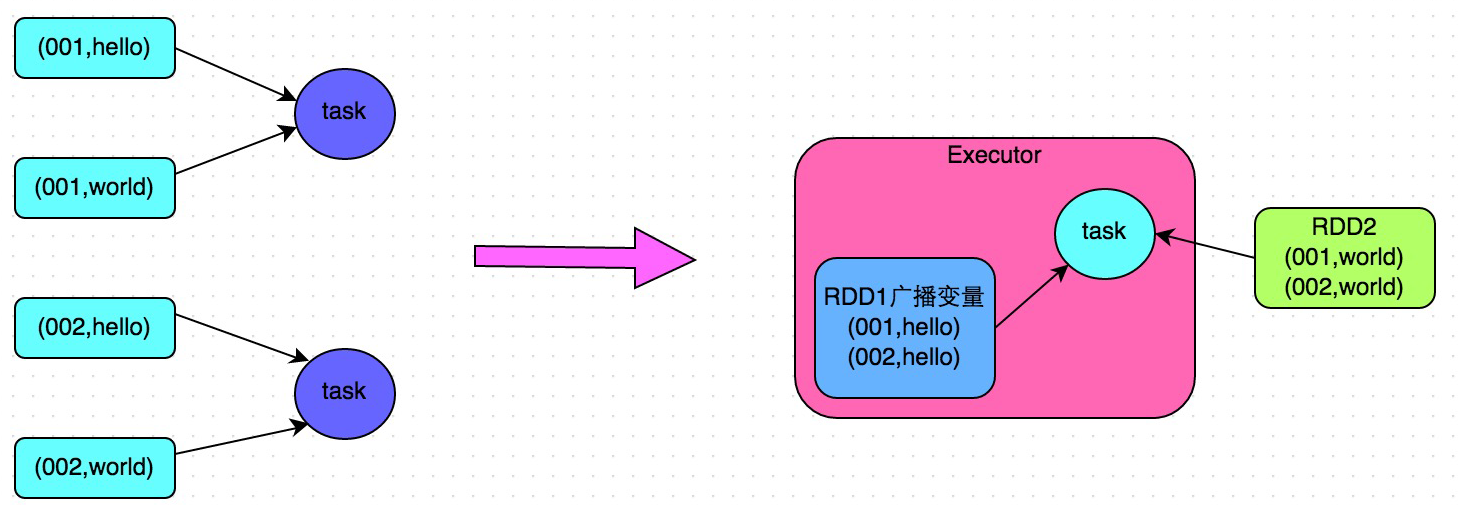 (001,hello)
task
(001,world)
(002,hello)
task
(002,world)
Executor
task
RDD1广播变量
(001,hello)
(002,hello)
RDD2
(001,world)
(002,world)